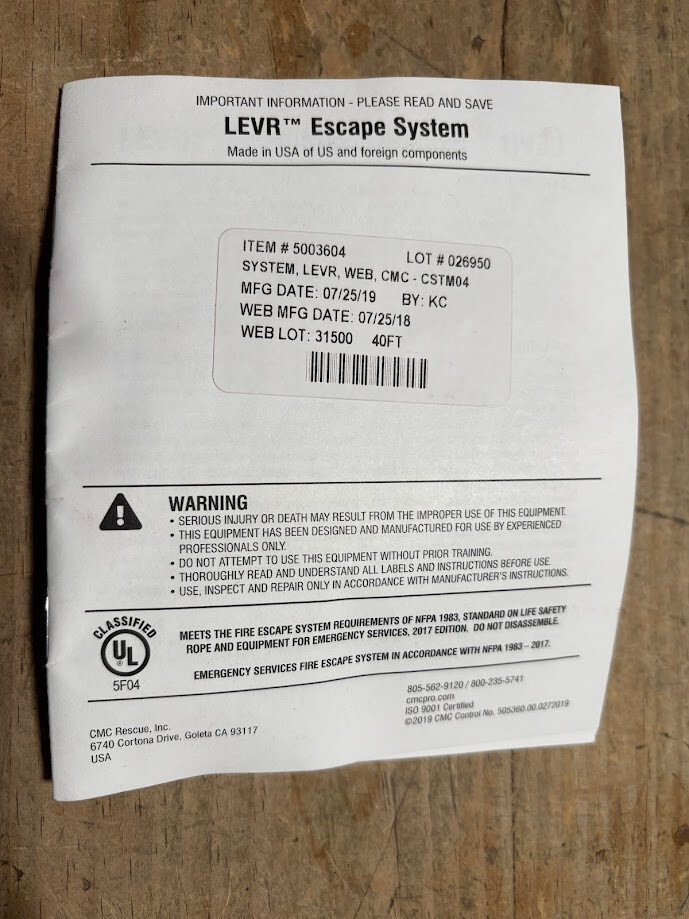 IMPORTANT INFORMATION - PLEASE READ AND SAVE
LEVR™ Escape System
Made in USA of US and foreign components
ITEM # 5003604 LOT # 026950
SYSTEM, LEVR, WEB, CMC - CSTM04
MFG DATE: 07/25/19 BY: KC
WEB MFG DATE: 07/25/18
WEB LOT: 31500 40FT
WARNING
• SERIOUS INJURY OR DEATH MAY RESULT FROM THE IMPROPER USE OF THIS EQUIPMENT.
• THIS EQUIPMENT HAS BEEN DESIGNED AND MANUFACTURED FOR USE BY EXPERIENCED
PROFESSIONALS ONLY.
• DO NOT ATTEMPT TO USE THIS EQUIPMENT WITHOUT PRIOR TRAINING.
• THOROUGHLY READ AND UNDERSTAND ALL LABELS AND INSTRUCTIONS BEFORE USE.
• USE, INSPECT AND REPAIR ONLY IN ACCORDANCE WITH MANUFACTURER'S INSTRUCTIONS.
CLASSIFIED
UL®
5F04
MEETS THE FIRE ESCAPE SYSTEM REQUIREMENTS OF NFPA 1983, STANDARD ON LIFE SAFETY
ROPE AND EQUIPMENT FOR EMERGENCY SERVICES, 2017 EDITION. DO NOT DISASSEMBLE.
EMERGENCY SERVICES FIRE ESCAPE SYSTEM IN ACCORDANCE WITH NFPA 1983 – 2017.
CMC Rescue, Inc.
6740 Cortona Drive, Goleta CA 93117
USA
805-562-9120 / 800-235-5741
cmcpro.com
ISO 9001 Certified
©2019 CMC Control No. 505360.00.0272019